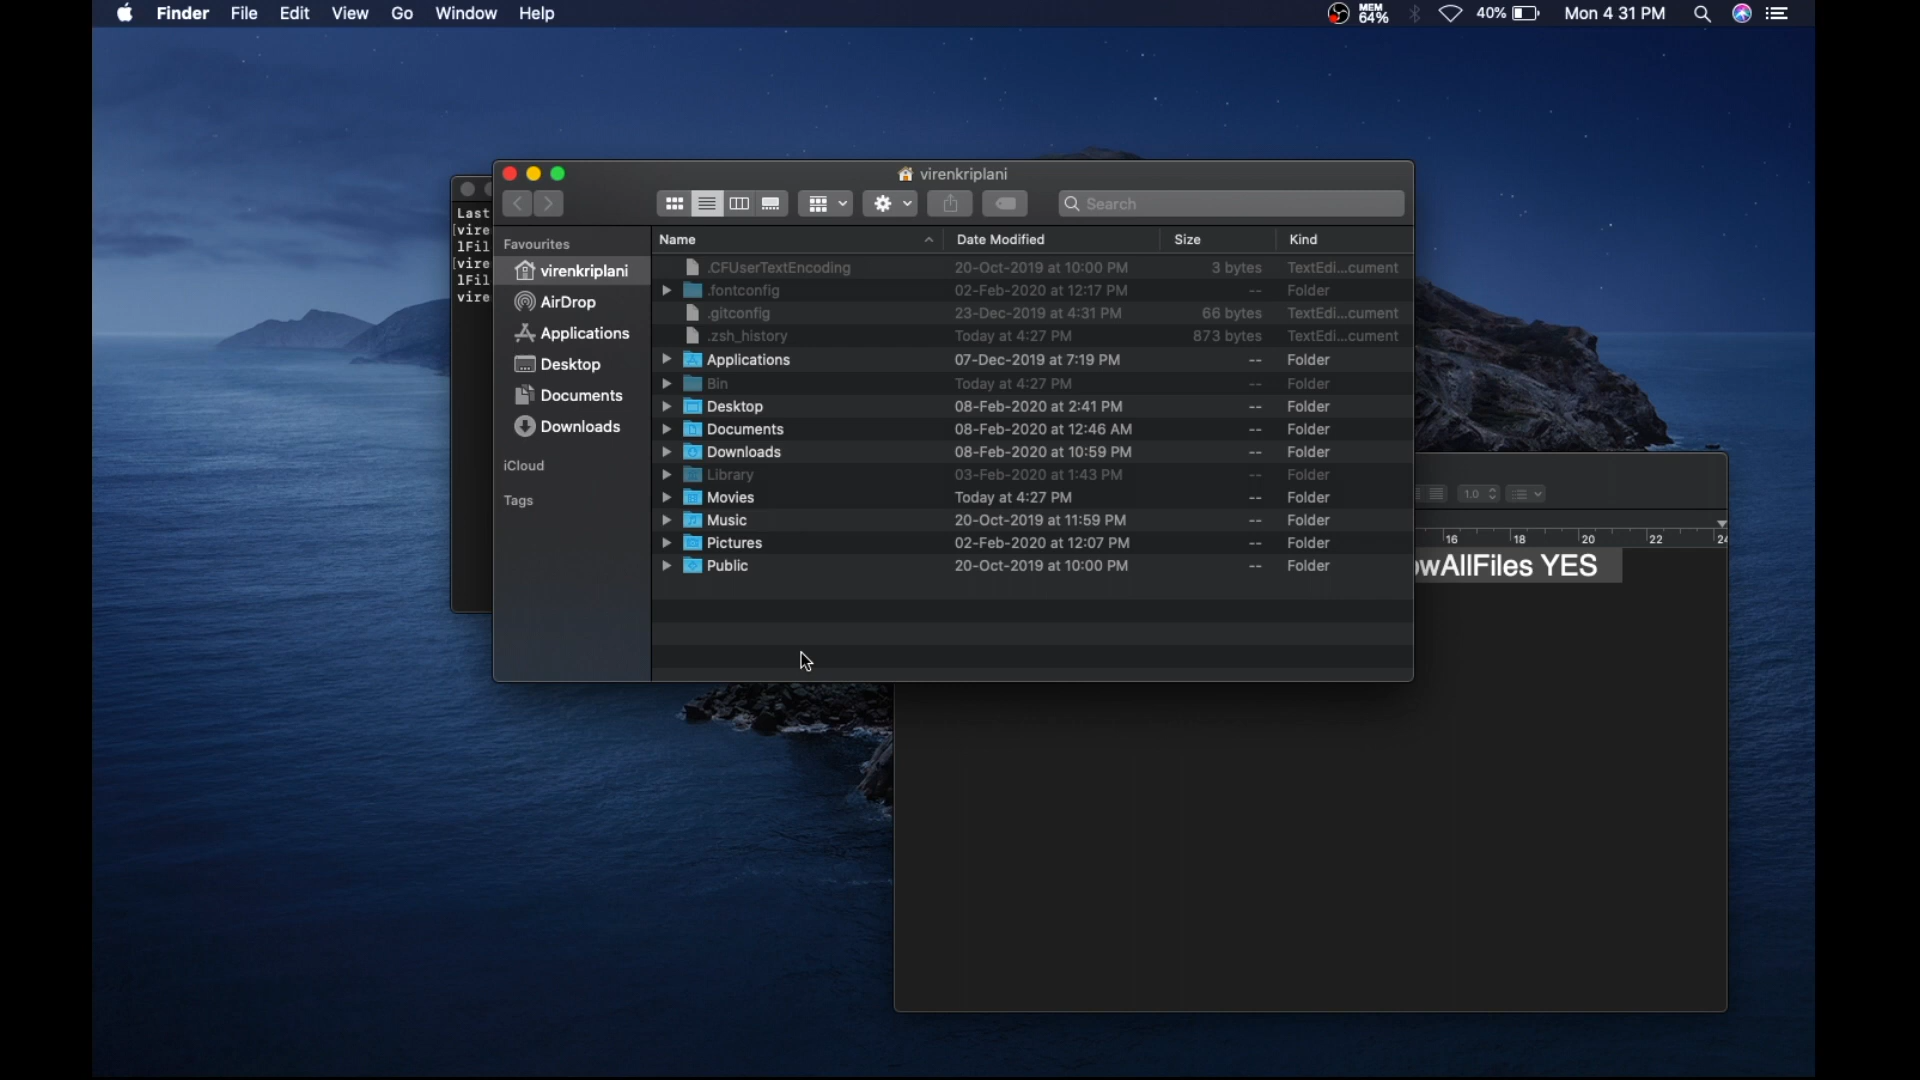 Finder File Edit View Go Window Help MEM 64% 40% Mon 4 31 PM
virenkriplani
Search
Last
[vire
lFil
[vire
lFil
vire
Favourites
virenkriplani
AirDrop
Applications
Desktop
Documents
Downloads
iCloud
Tags
Name Date Modified Size Kind
.CFUserTextEncoding 20-Oct-2019 at 10:00 PM 3 bytes TextEdi...cument
.fontconfig 02-Feb-2020 at 12:17 PM -- Folder
.gitconfig 23-Dec-2019 at 4:31 PM 66 bytes TextEdi...cument
.zsh_history Today at 4:27 PM 873 bytes TextEdi...cument
Applications 07-Dec-2019 at 7:19 PM -- Folder
Bin Today at 4:27 PM -- Folder
Desktop 08-Feb-2020 at 2:41 PM -- Folder
Documents 08-Feb-2020 at 12:46 AM -- Folder
Downloads 08-Feb-2020 at 10:59 PM -- Folder
Library 03-Feb-2020 at 1:43 PM -- Folder
Movies Today at 4:27 PM -- Folder
Music 20-Oct-2019 at 11:59 PM -- Folder
Pictures 02-Feb-2020 at 12:07 PM -- Folder
Public 20-Oct-2019 at 10:00 PM -- Folder
1.0
16 18 20 22 24
owAllFiles YES